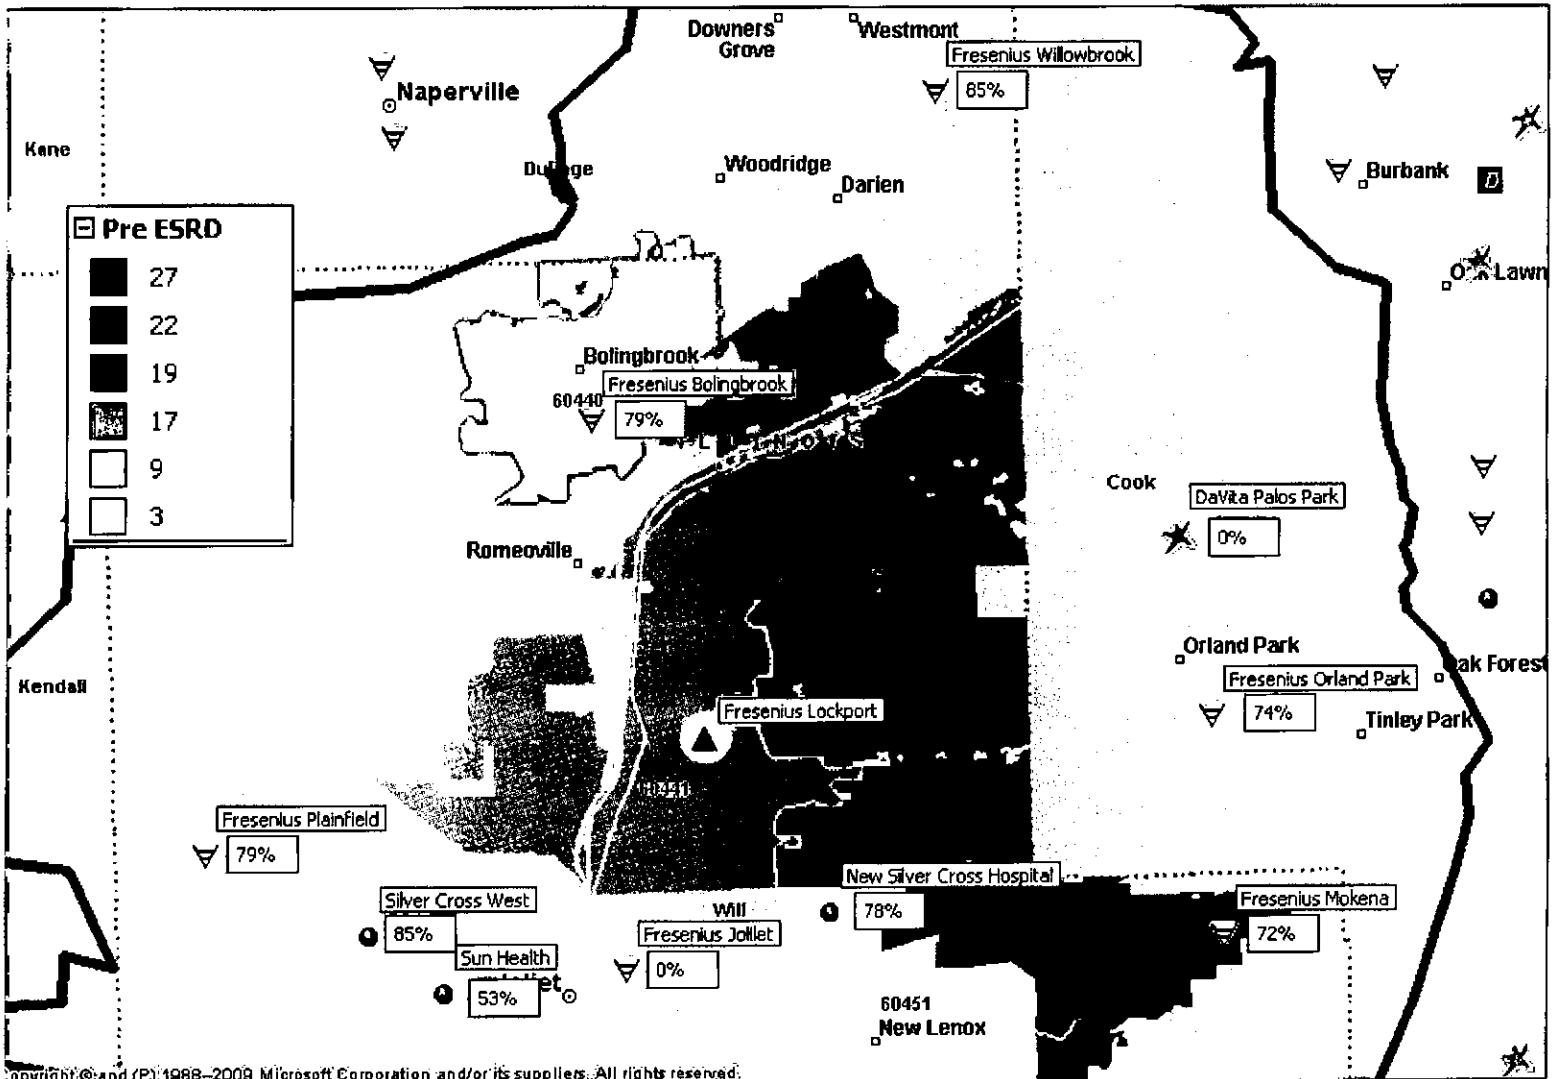 Downers
Grove
Westmont
Fresenius Willowbrook
85%
Naperville
Kane
Woodridge
Darien
Burbank
D
Pre ESRD
27
22
19
17
9
3
Lawn
Bolingbrook
Fresenius Bolingbrook
60440
79%
Cook
DaVita Palos Park
0%
Romeoville
Orland Park
Fresenius Orland Park
74%
Oak Forest
Tinley Park
Kendall
Fresenius Lockport
60441
Fresenius Plainfield
79%
Silver Cross West
85%
Will
New Silver Cross Hospital
78%
Fresenius Mokena
72%
Fresenius Jolliet
0%
Sun Health
53%
60451
New Lenox
and (P) 1988–2009 Microsoft Corporation and/or its suppliers. All rights reserved.